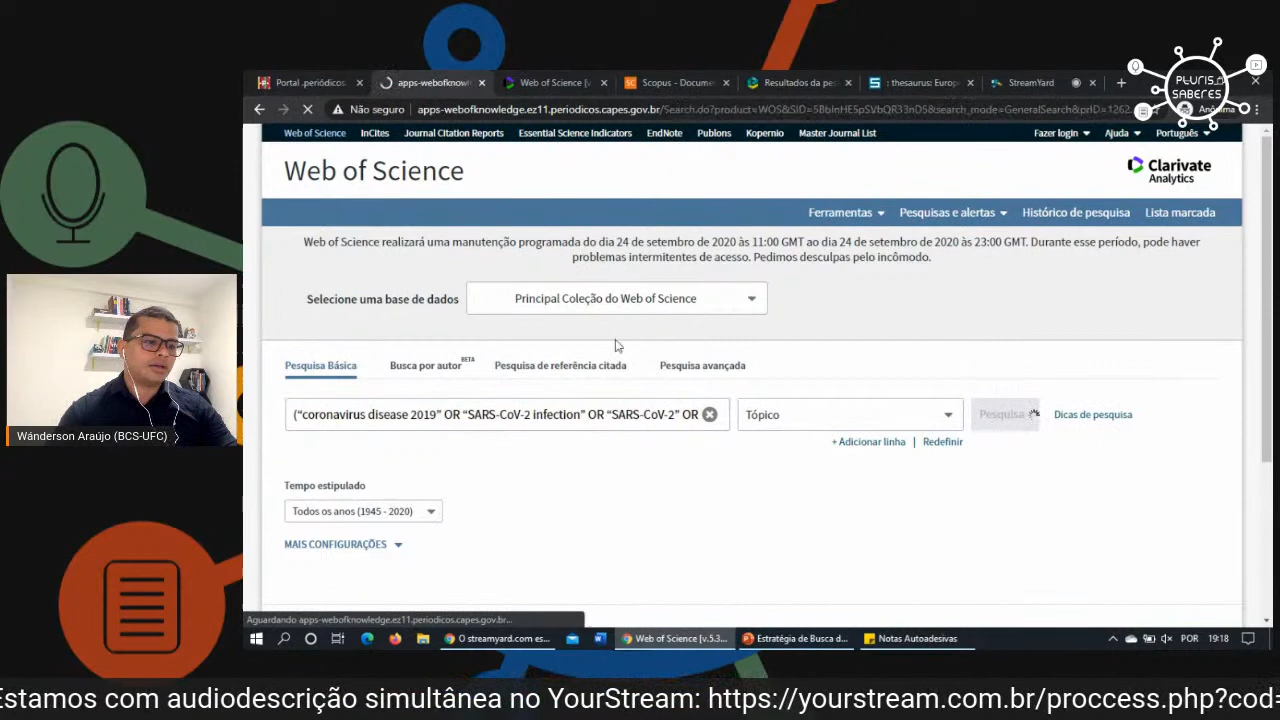 Portal .periódicos.
apps-webofknowl
Web of Science [v
Scopus - Docume
Resultados da pes
: thesaurus: Europ
StreamYard
PLURIS
SABERES
Não seguro
apps-webofknowledge.ez11.periodicos.capes.gov.br/Search.do?product=WOS&SID=5BbInHE5pSVbQR33nD5&search_mode=GeneralSearch&prID=1262
Anônima
Web of Science InCites Journal Citation Reports Essential Science Indicators EndNote Publons Kopernio Master Journal List Fazer login Ajuda Português
Web of Science
Clarivate
Analytics
Ferramentas Pesquisas e alertas Histórico de pesquisa Lista marcada
Web of Science realizará uma manutenção programada do dia 24 de setembro de 2020 às 11:00 GMT ao dia 24 de setembro de 2020 às 23:00 GMT. Durante esse período, pode haver
problemas intermitentes de acesso. Pedimos desculpas pelo incômodo.
Selecione uma base de dados Principal Coleção do Web of Science
Pesquisa Básica Busca por autor BETA Pesquisa de referência citada Pesquisa avançada
(“coronavirus disease 2019” OR “SARS-CoV-2 infection” OR “SARS-CoV-2” OR Tópico Pesquisa Dicas de pesquisa
+ Adicionar linha | Redefinir
Wánderson Araújo (BCS-UFC)
Tempo estipulado
Todos os anos (1945 - 2020)
MAIS CONFIGURAÇÕES
Aguardando apps-webofknowledge.ez11.periodicos.capes.gov.br...
O streamyard.com es...
Web of Science [v.5.3...
Estratégia de Busca d...
Notas Autoadesivas
POR 19:18
Estamos com audiodescrição simultânea no YourStream: https://yourstream.com.br/proccess.php?cod=